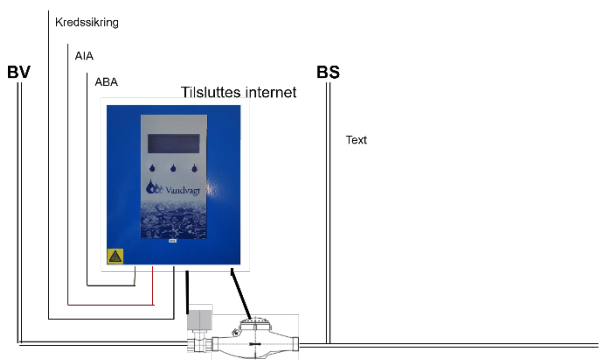 Kredssikring
AIA
BV
BS
ABA
Tilsluttes internet
Text
Vandvagt